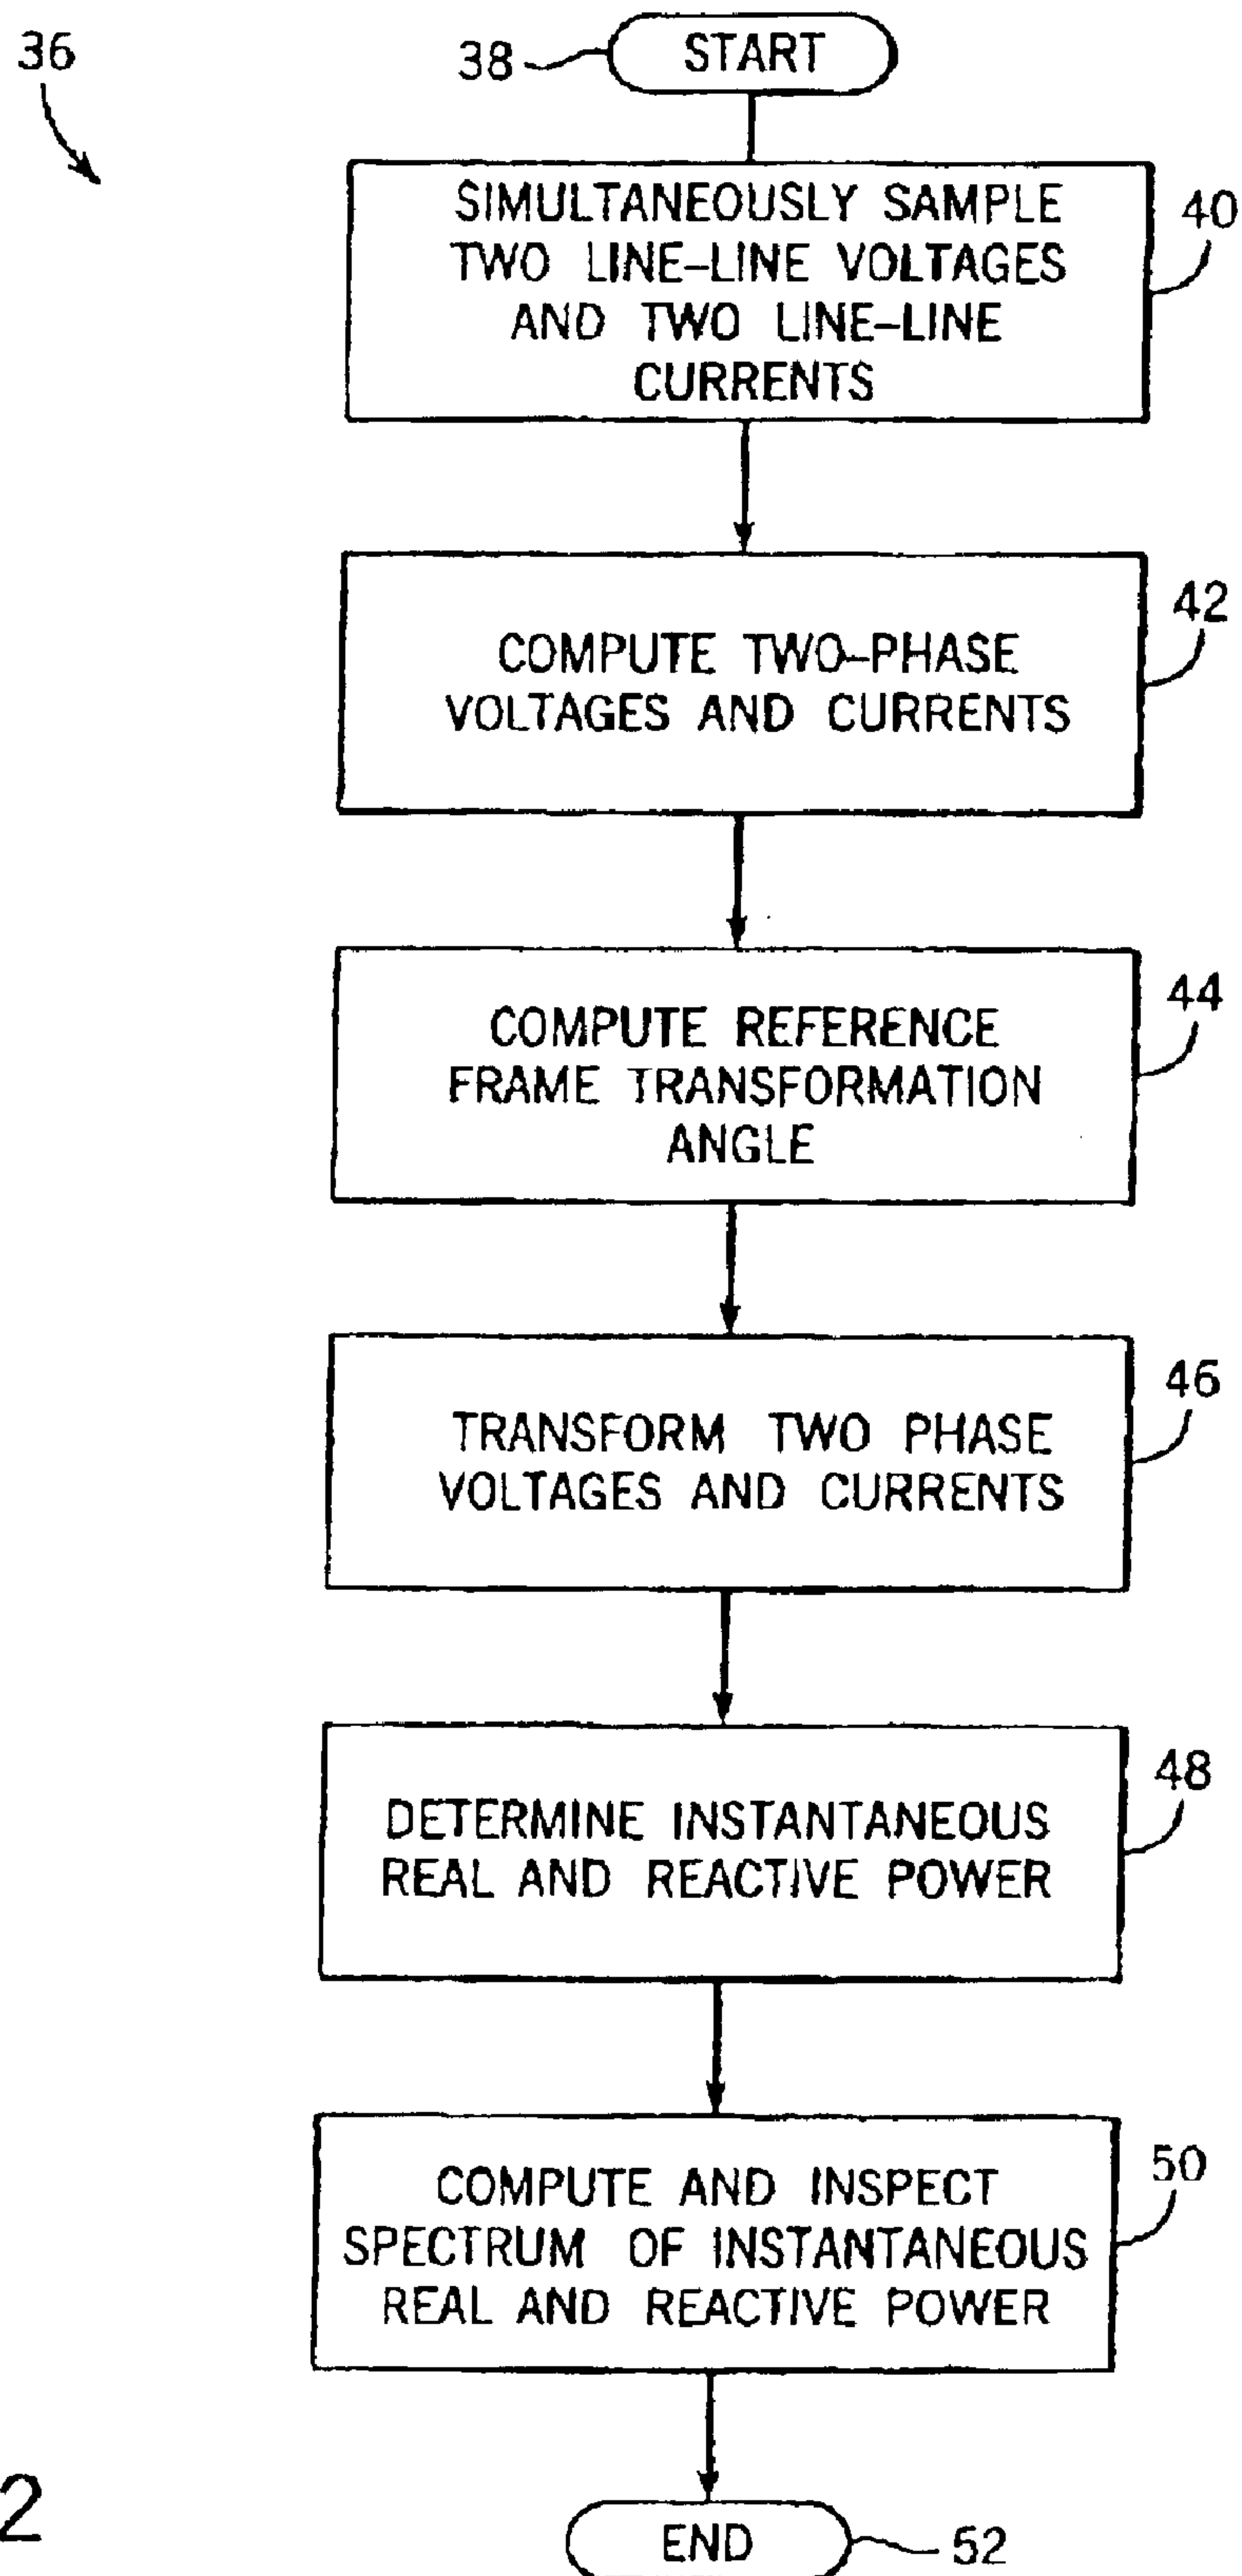 36
38
START
SIMULTANEOUSLY SAMPLE
TWO LINE–LINE VOLTAGES
AND TWO LINE–LINE
CURRENTS
40
COMPUTE TWO–PHASE
VOLTAGES AND CURRENTS
42
COMPUTE REFERENCE
FRAME TRANSFORMATION
ANGLE
44
TRANSFORM TWO PHASE
VOLTAGES AND CURRENTS
46
DETERMINE INSTANTANEOUS
REAL AND REACTIVE POWER
48
COMPUTE AND INSPECT
SPECTRUM OF INSTANTANEOUS
REAL AND REACTIVE POWER
50
END
52
2